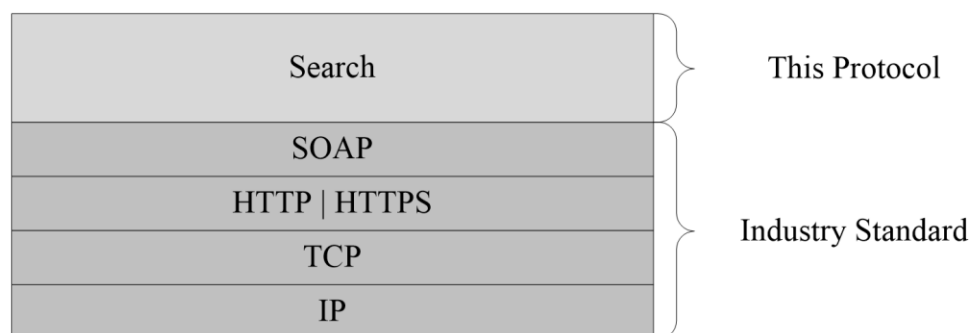 Search
This Protocol
SOAP
HTTP | HTTPS
Industry Standard
TCP
IP